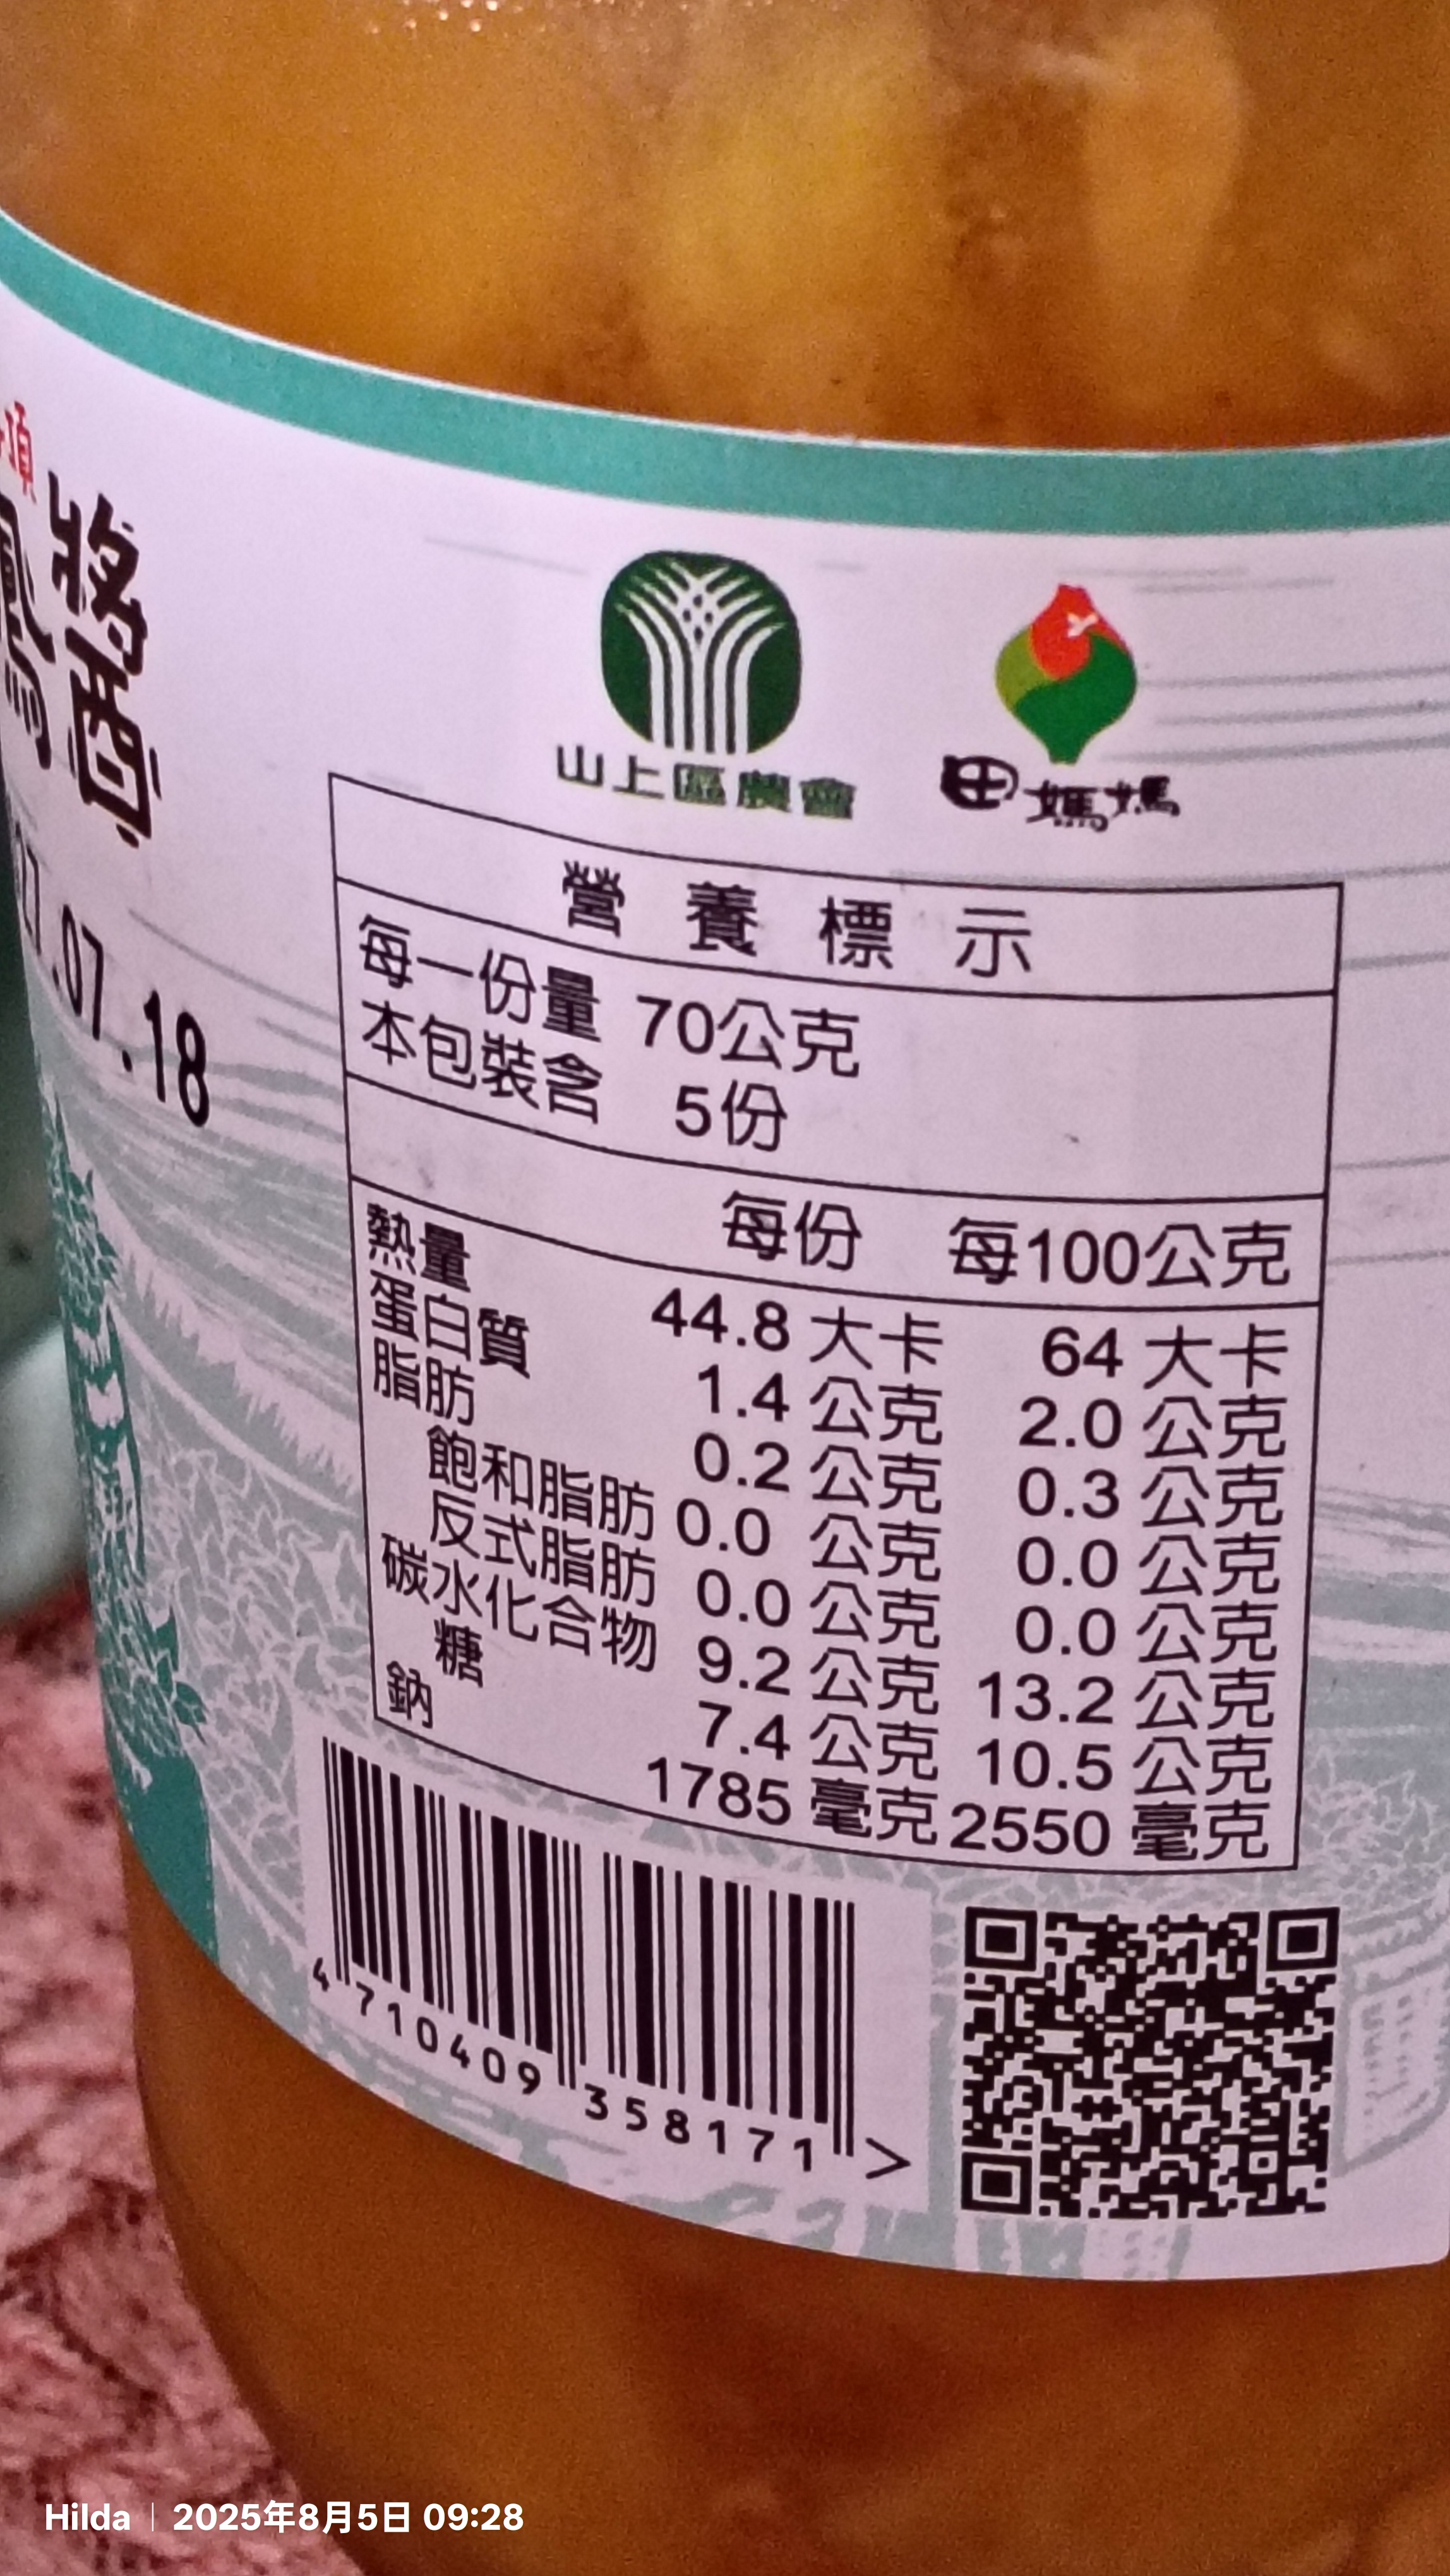 頂
鳳醬
27.07.18
山上區農會
田媽媽
營養標示
每一份量 70公克
本包裝含 5份
每份 每100公克
熱量 44.8 大卡 64 大卡
蛋白質 1.4 公克 2.0 公克
脂肪 0.2 公克 0.3 公克
飽和脂肪 0.0 公克 0.0 公克
反式脂肪 0.0 公克 0.0 公克
碳水化合物 9.2 公克 13.2 公克
糖 7.4 公克 10.5 公克
鈉 1785 毫克 2550 毫克
4 710409 358171 >
Hilda | 2025年8月5日 09:28